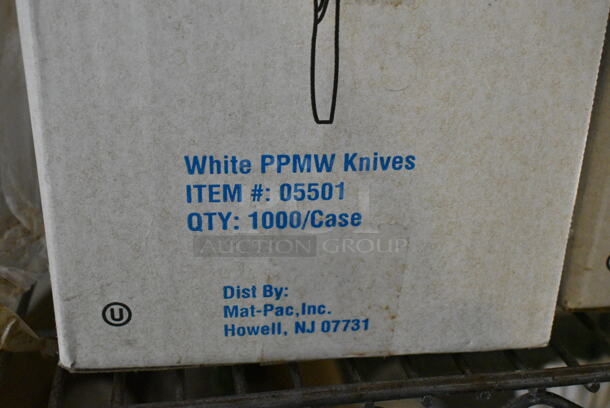 White PPMW Knives
ITEM #: 05501
QTY: 1000/Case
AUCTION GROUP
Dist By:
Mat-Pac, Inc.
Howell, NJ 07731
U